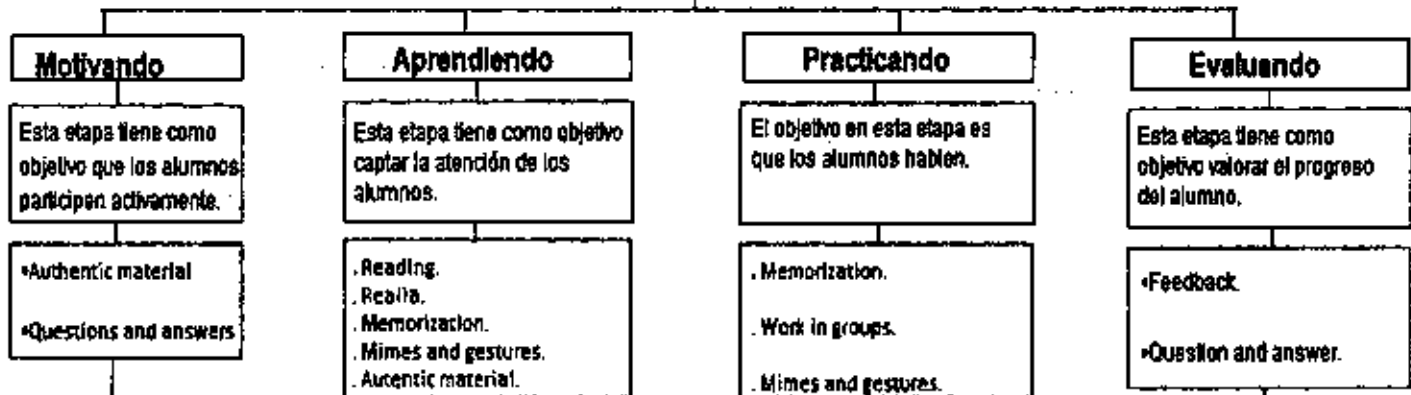 Motivando
Esta etapa tiene como
objetivo que los alumnos
participen activamente.
•Authentic material
•Questions and answers
Aprendiendo
Esta etapa tiene como objetivo
captar la atención de los
alumnos.
. Reading.
. Realia.
. Memorization.
. Mimes and gestures.
. Autentic material.
Practicando
El objetivo en esta etapa es
que los alumnos hablen.
. Memorization.
. Work in groups.
. Mimes and gestures.
Evaluando
Esta etapa tiene como
objetivo valorar el progreso
del alumno.
•Feedback.
•Question and answer.